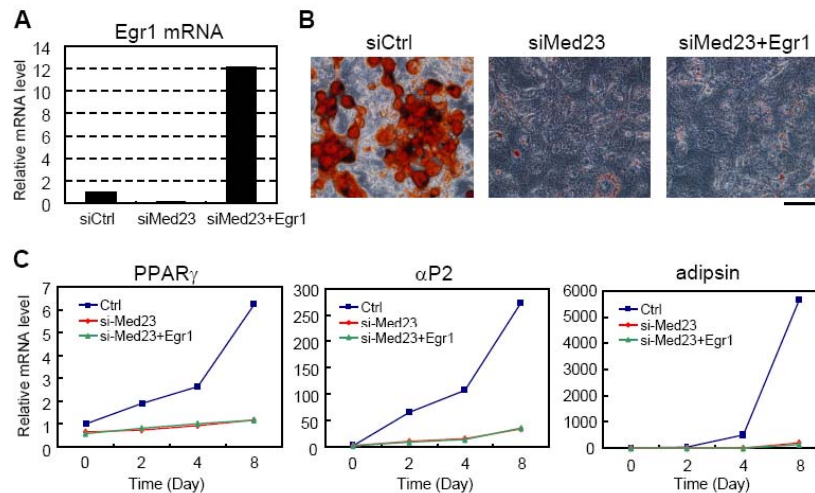 A
Egr1 mRNA
Relative mRNA level
14
12
10
8
6
4
2
0
siCtrl
siMed23
siMed23+Egr1
B
siCtrl
siMed23
siMed23+Egr1
C
PPARγ
Relative mRNA level
7
6
5
4
3
2
1
0
Ctrl
si-Med23
si-Med23+Egr1
0 2 4 8
Time (Day)
αP2
300
250
200
150
100
50
0
Ctrl
si-Med23
si-Med23+Egr1
0 2 4 8
Time (Day)
adipsin
6000
5000
4000
3000
2000
1000
0
Ctrl
si-Med23
si-Med23+Egr1
0 2 4 8
Time (Day)